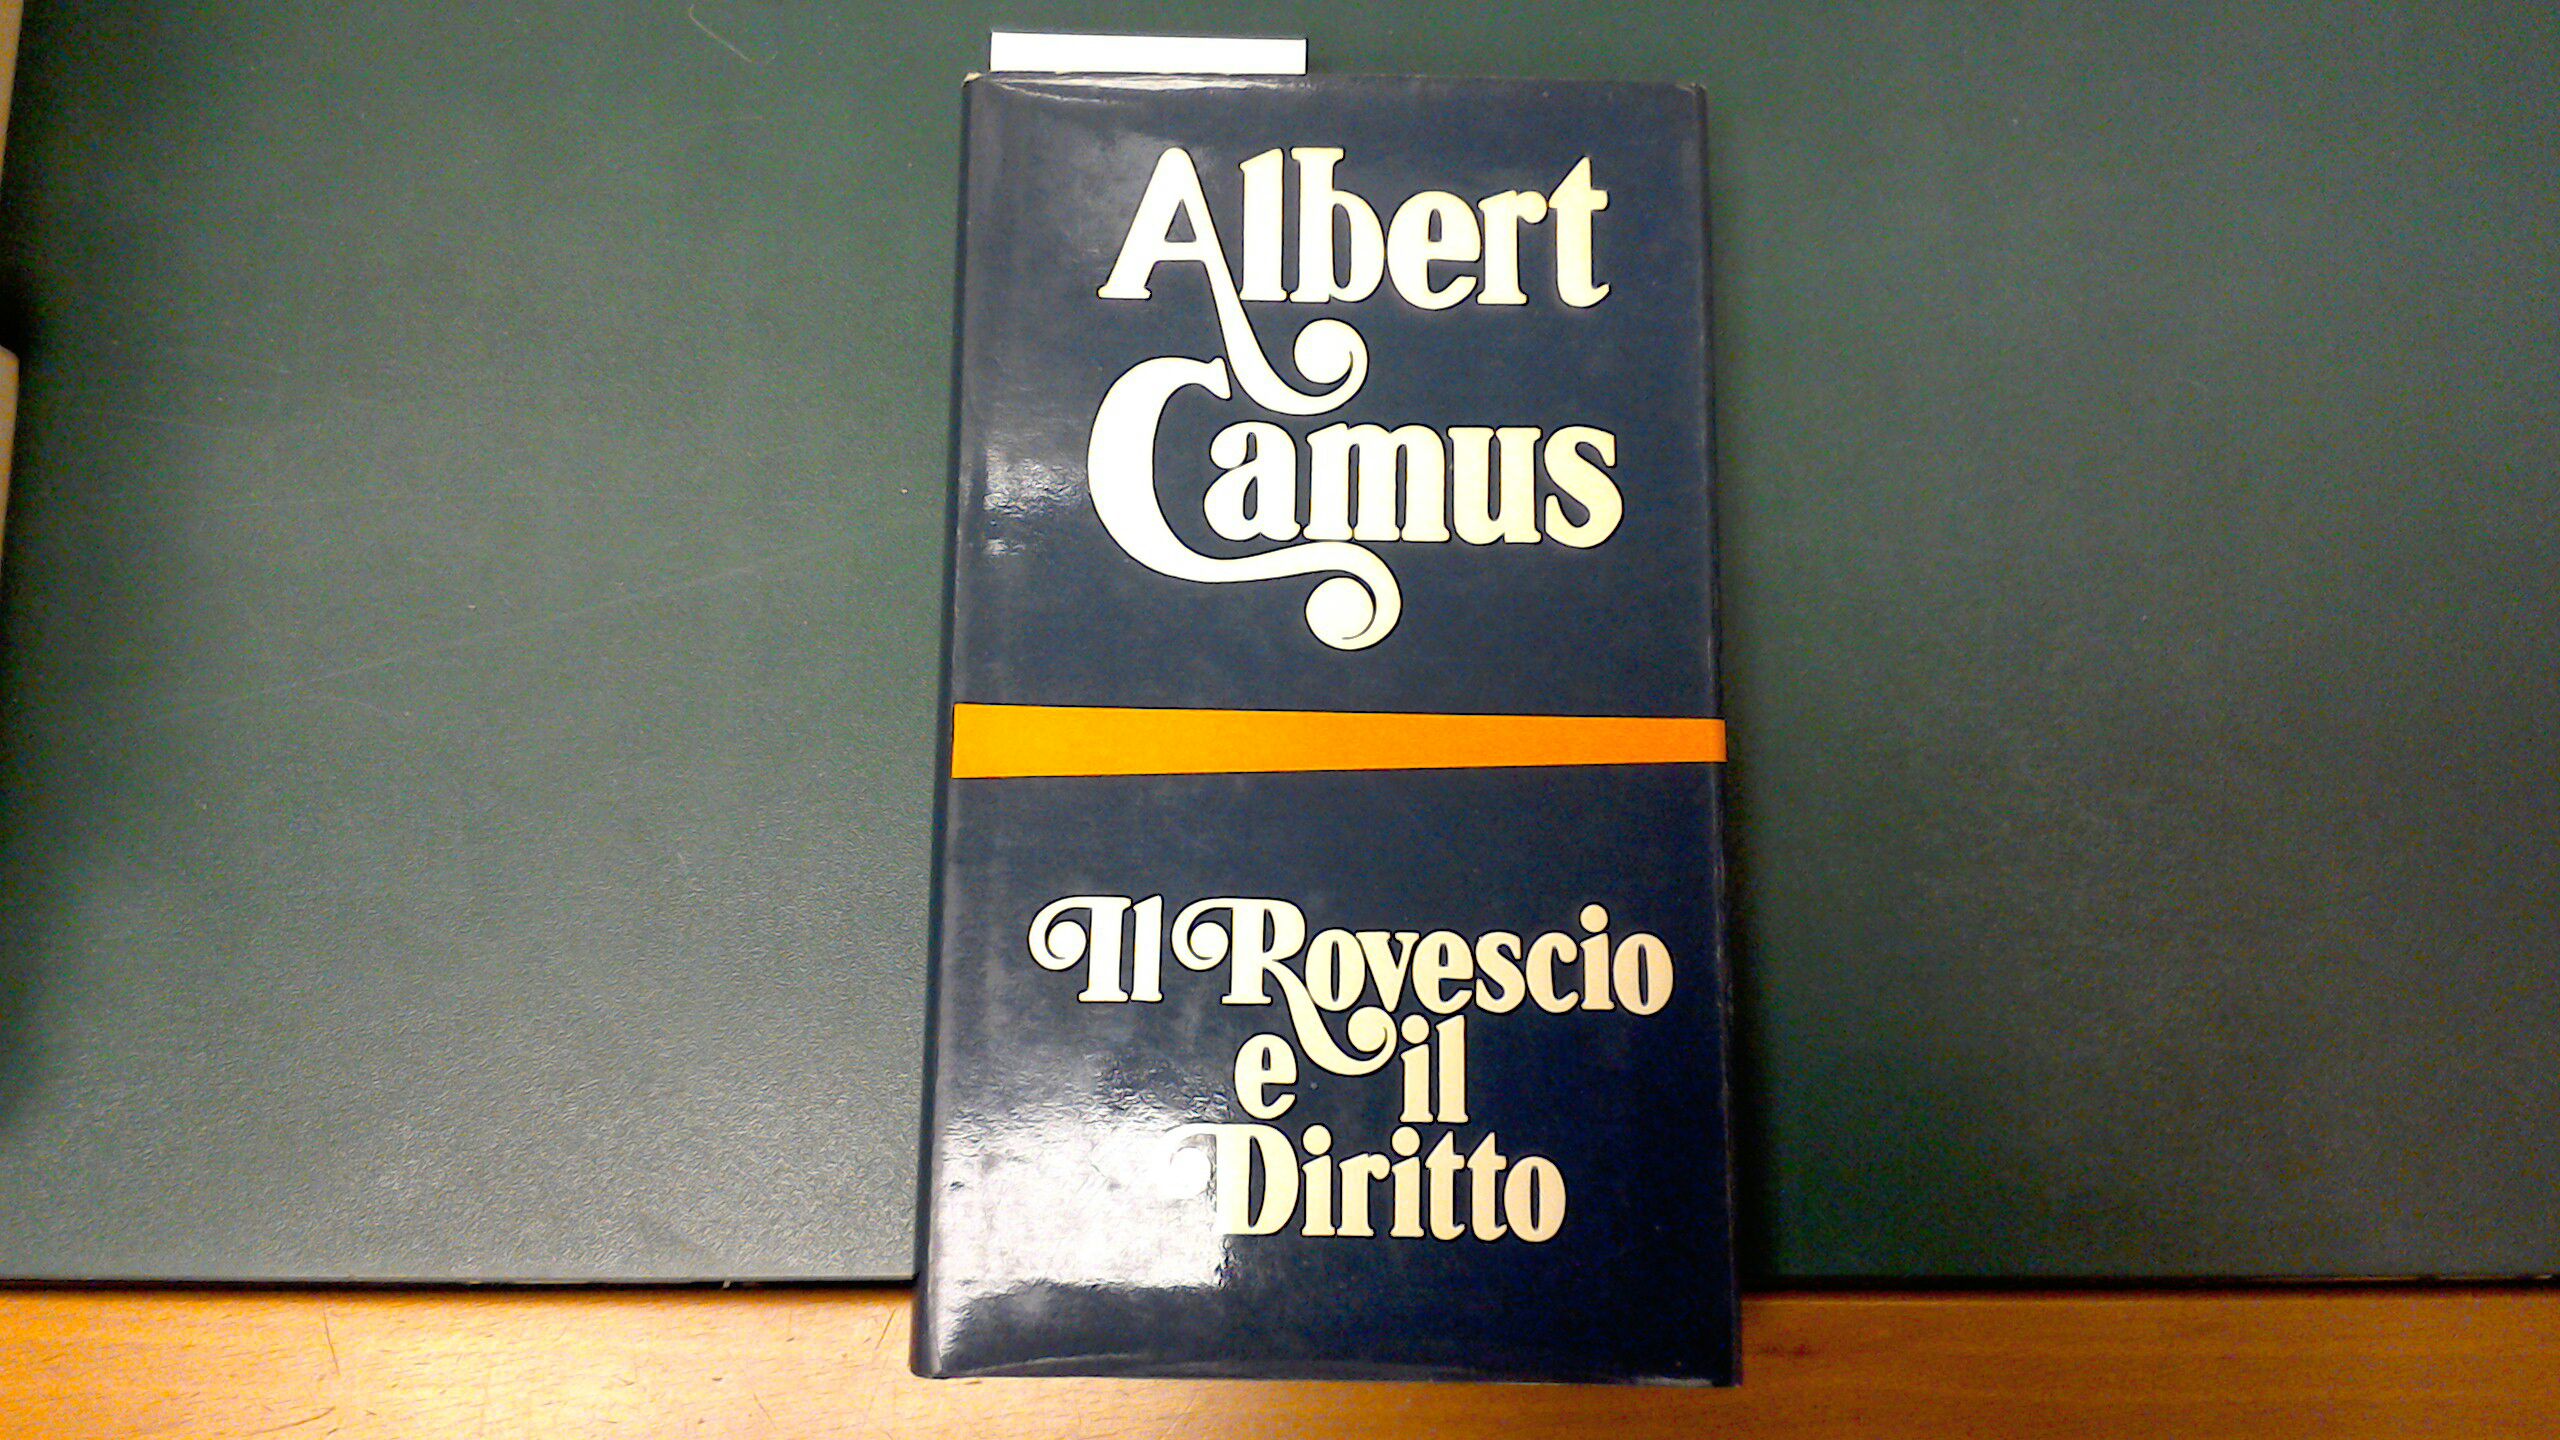 Albert
Camus
Il Rovescio
e il
Diritto